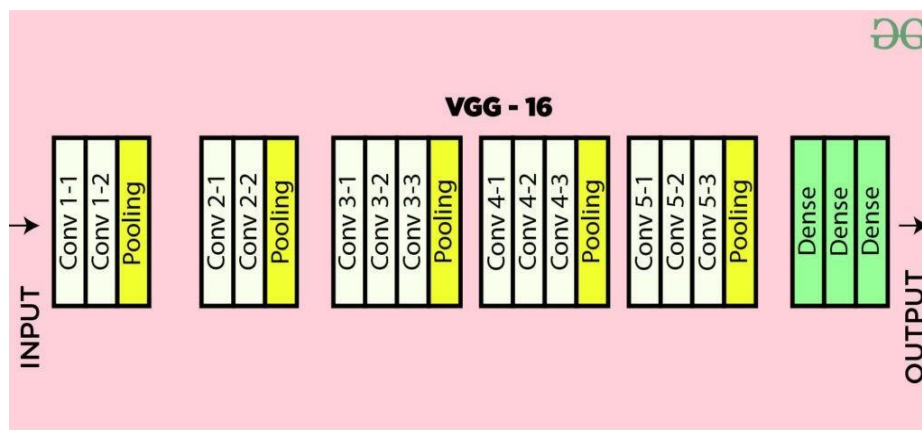 VGG - 16
INPUT
Conv 1-1
Conv 1-2
Pooling
Conv 2-1
Conv 2-2
Pooling
Conv 3-1
Conv 3-2
Conv 3-3
Pooling
Conv 4-1
Conv 4-2
Conv 4-3
Pooling
Conv 5-1
Conv 5-2
Conv 5-3
Pooling
Dense
Dense
Dense
OUTPUT